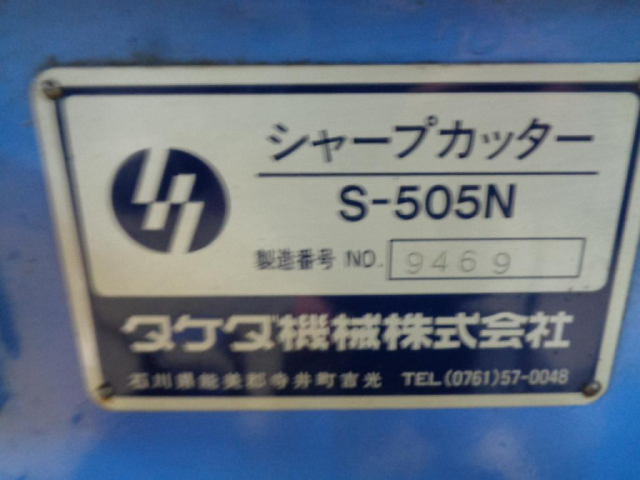 シャープカッター
S-505N
製造番号 NO. 9469
タケダ機械株式会社
石川県能美郡寺井町吉光 TEL(0761)57-0048